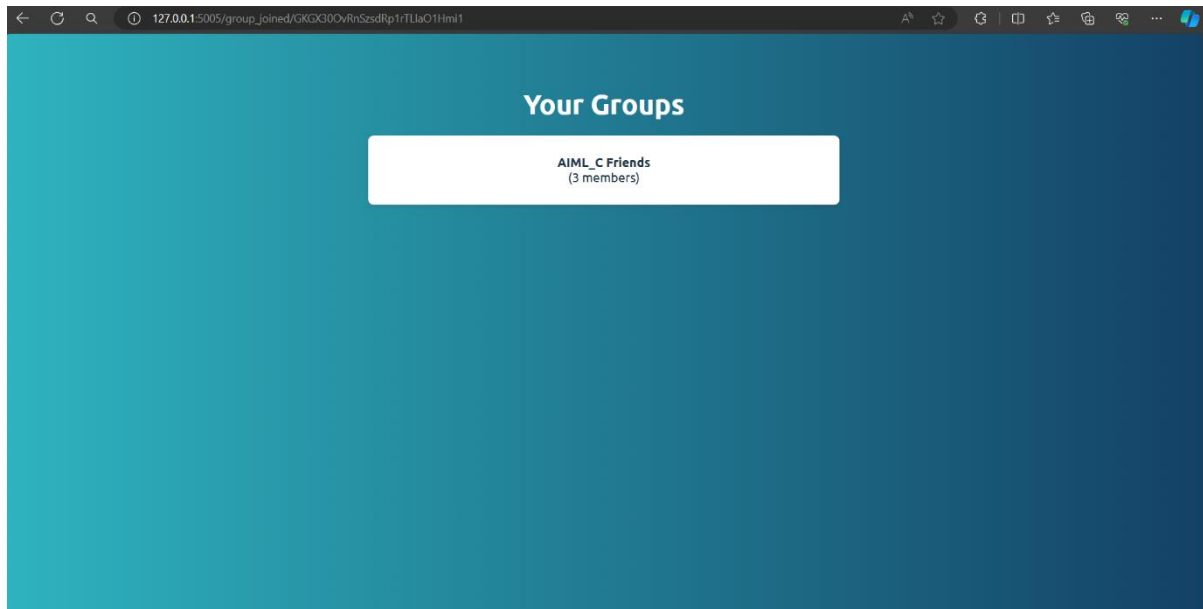 127.0.0.1:5005/group_joined/GKGX30OvRnSzsdRp1rTLlaO1Hmi1
Your Groups
AIML_C Friends
(3 members)